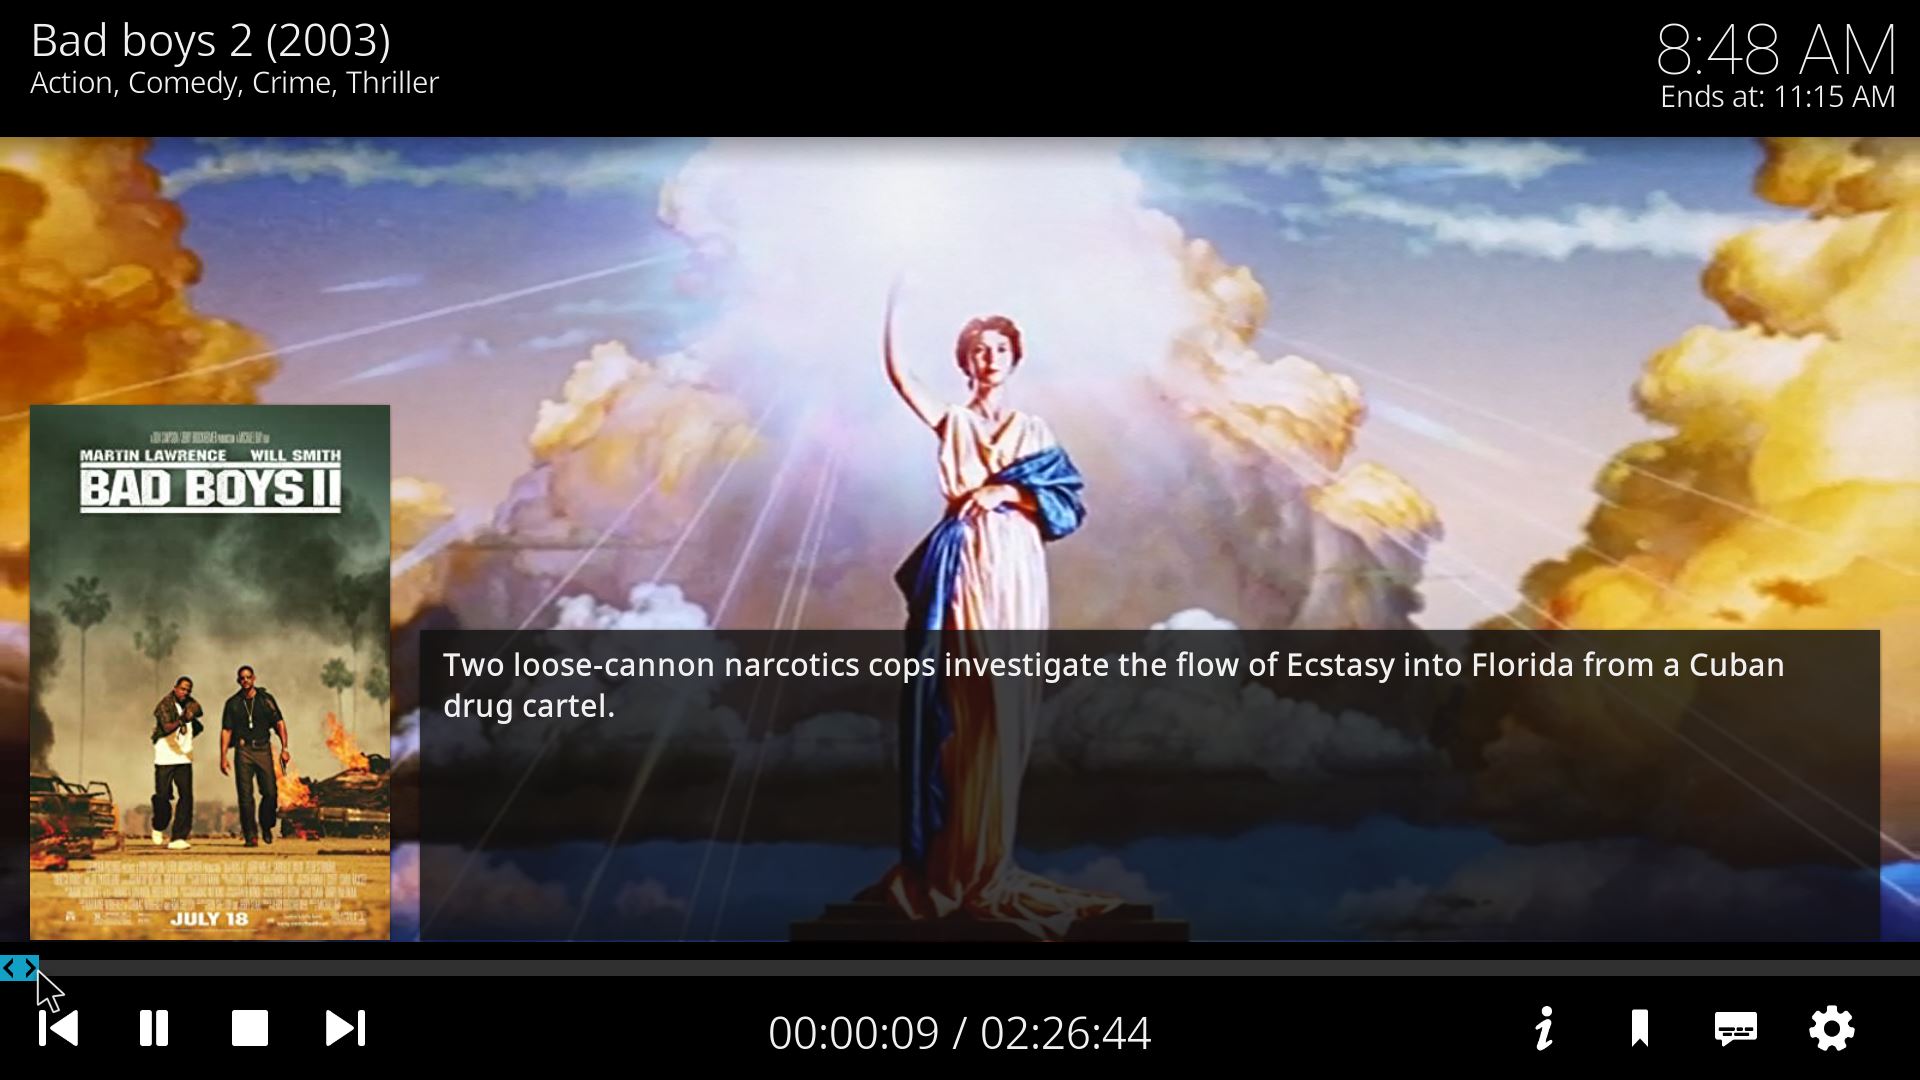 Bad boys 2 (2003)
Action, Comedy, Crime, Thriller
8:48 AM
Ends at: 11:15 AM
MARTIN LAWRENCE WILL SMITH
BAD BOYS II
JULY 18
Two loose-cannon narcotics cops investigate the flow of Ecstasy into Florida from a Cuban
drug cartel.
00:00:09 / 02:26:44